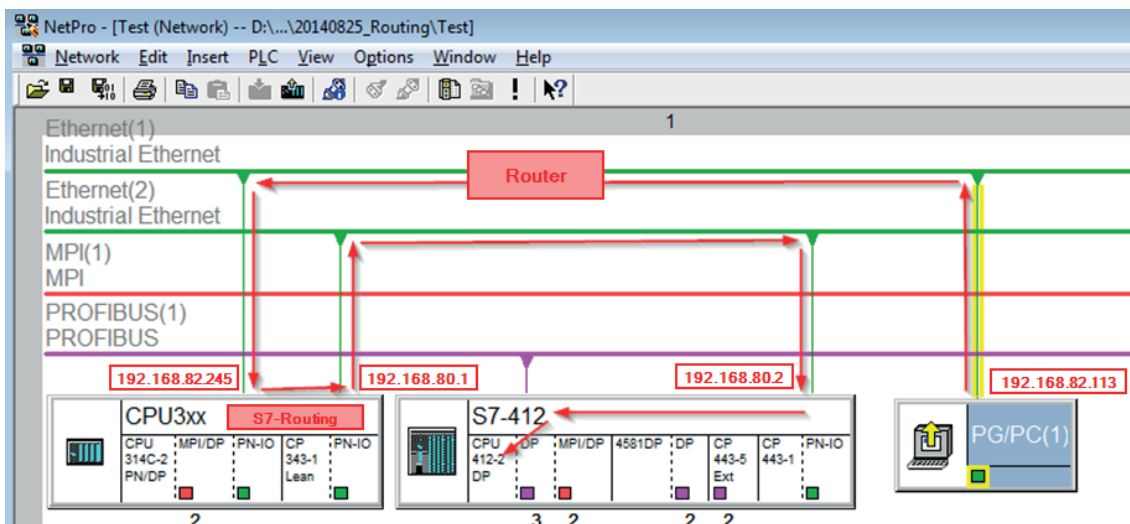 NetPro - [Test (Network) -- D:\...\20140825_Routing\Test]
Network Edit Insert PLC View Options Window Help
1
Ethernet(1)
Industrial Ethernet
Router
Ethernet(2)
Industrial Ethernet
MPI(1)
MPI
PROFIBUS(1)
PROFIBUS
192.168.82.245
192.168.80.1
192.168.80.2
192.168.82.113
CPU3xx
S7-Routing
CPU
314C-2
PN/DP
MPI/DP
PN-IO
CP
343-1
Lean
PN-IO
2
S7-412
CPU
412-2
DP
DP
MPI/DP
4581DP
DP
CP
443-5
Ext
CP
443-1
PN-IO
3 2 2 2
PG/PC(1)